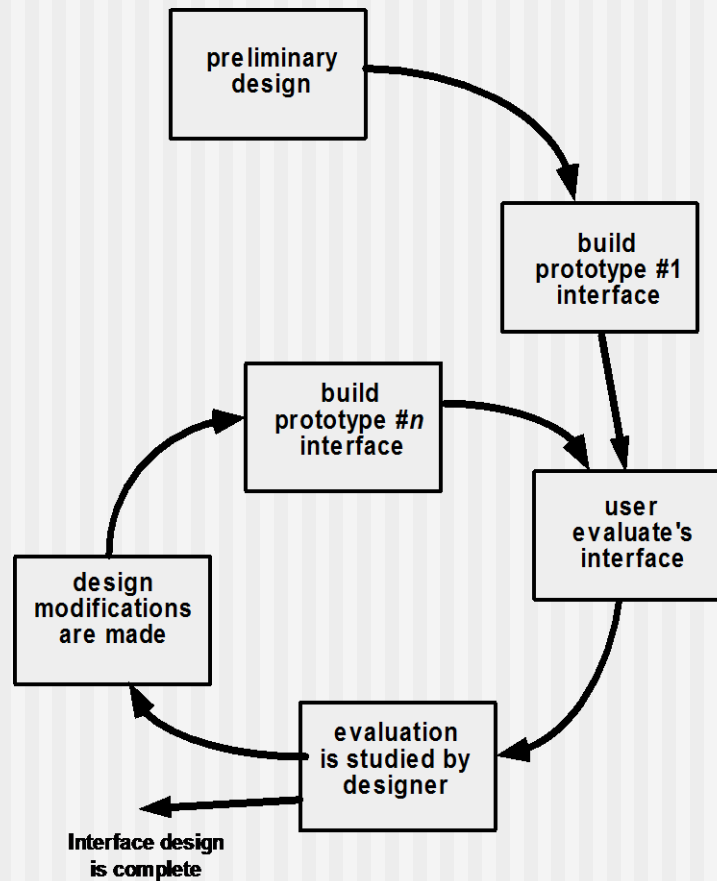 preliminary
design
build
prototype #1
interface
build
prototype #n
interface
user
evaluate's
interface
design
modifications
are made
evaluation
is studied by
designer
Interface design
is complete